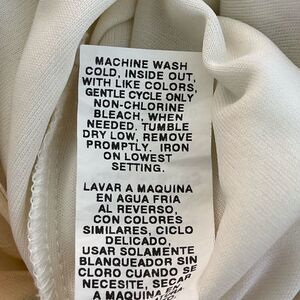 MACHINE WASH
COLD, INSIDE OUT,
WITH LIKE COLORS,
GENTLE CYCLE ONLY
NON-CHLORINE
BLEACH, WHEN
NEEDED. TUMBLE
DRY LOW, REMOVE
PROMPTLY. IRON
ON LOWEST
SETTING.
LAVAR A MAQUINA
EN AGUA FRIA
AL REVERSO,
CON COLORES
SIMILARES, CICLO
DELICADO,
USAR SOLAMENTE
BLANQUEADOR SIN
CLORO CUANDO SE
NECESITE, SECAR
A MAQUINA EN